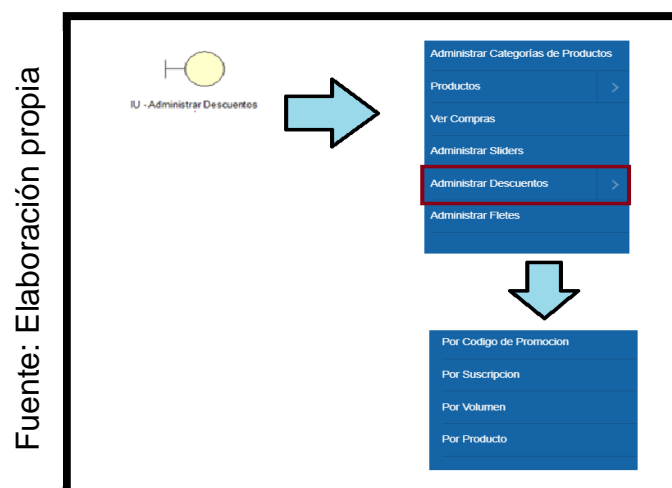 Fuente: Elaboración propia
IU - Administrar Descuentos
Administrar Categorías de Productos
Productos
Ver Compras
Administrar Sliders
Administrar Descuentos
Administrar Fletes
Por Codigo de Promocion
Por Suscripcion
Por Volumen
Por Producto